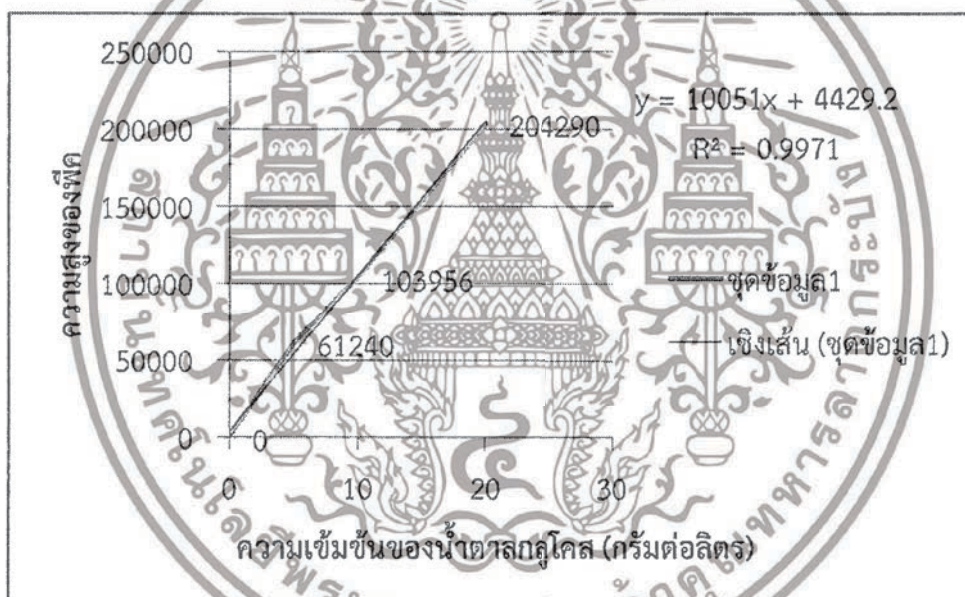 250000
200000
150000
100000
50000
0
ความสูงของพีค
y = 10051x + 4429.2
R² = 0.9971
204290
103956
61240
0
ชุดข้อมูล1
เชิงเส้น (ชุดข้อมูล1)
0 10 20 30
ความเข้มข้นของน้ำตาลกลูโคส (กรัมต่อลิตร)